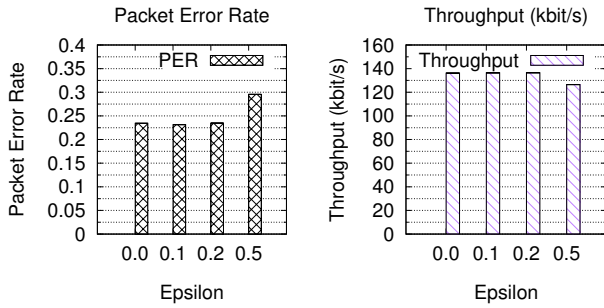 Packet Error Rate
Packet Error Rate
0.4
0.35
0.3
0.25
0.2
0.15
0.1
0.05
0
PER
0.0 0.1 0.2 0.5
Epsilon
Throughput (kbit/s)
Throughput (kbit/s)
160
140
120
100
80
60
40
20
0
Throughput
0.0 0.1 0.2 0.5
Epsilon